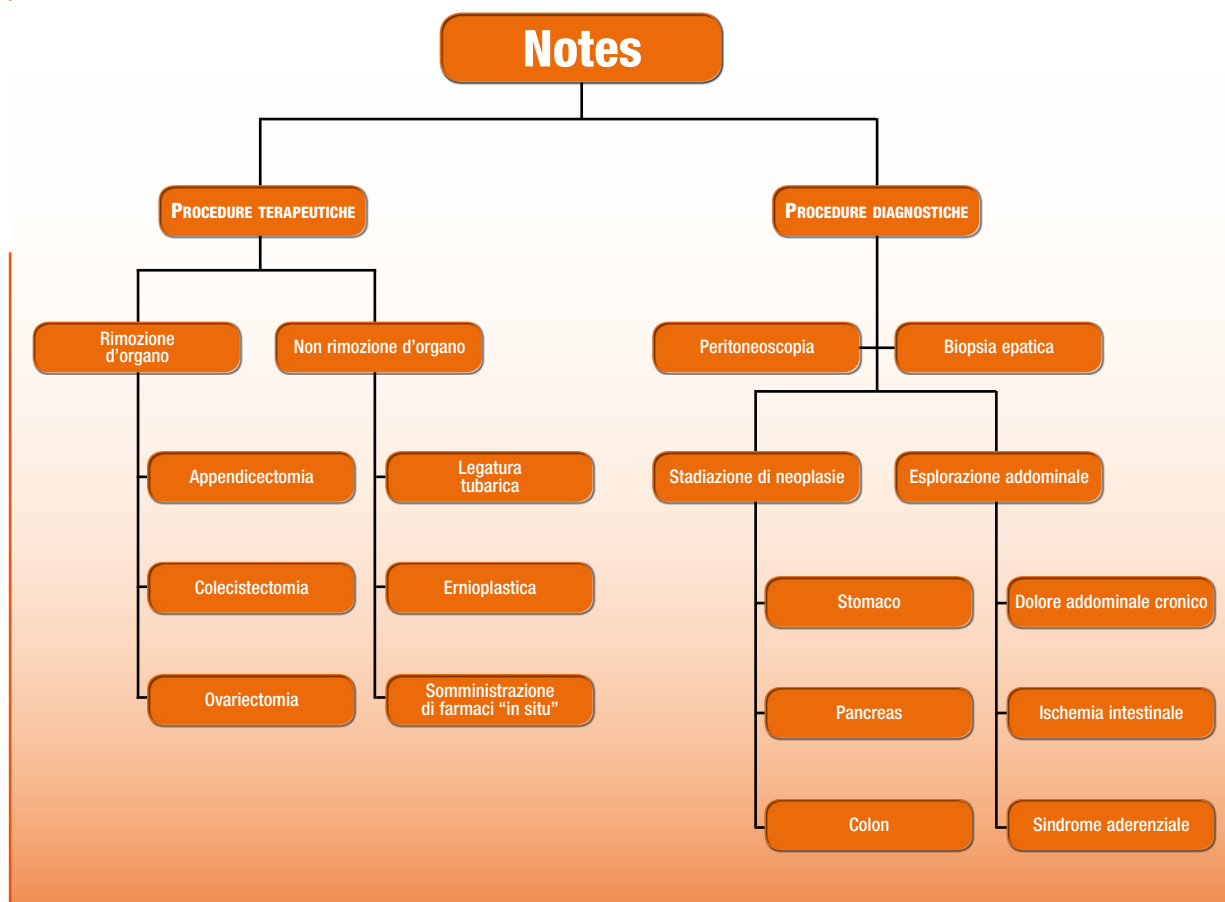 Notes
PROCEDURE TERAPEUTICHE
PROCEDURE DIAGNOSTICHE
Rimozione
d'organo
Non rimozione d'organo
Peritoneoscopia
Biopsia epatica
Appendicectomia
Legatura
tubarica
Stadiazione di neoplasie
Esplorazione addominale
Colecistectomia
Ernioplastica
Stomaco
Dolore addominale cronico
Ovariectomia
Somministrazione
di farmaci “in situ”
Pancreas
Ischemia intestinale
Colon
Sindrome aderenziale